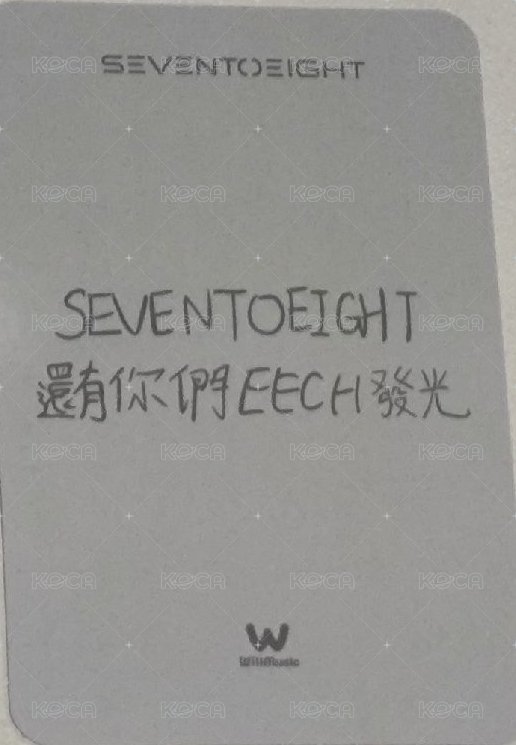 SEVENTOEIGHT
SEVENTOEIGHT
還有你們EECH發光
W
WillMusic